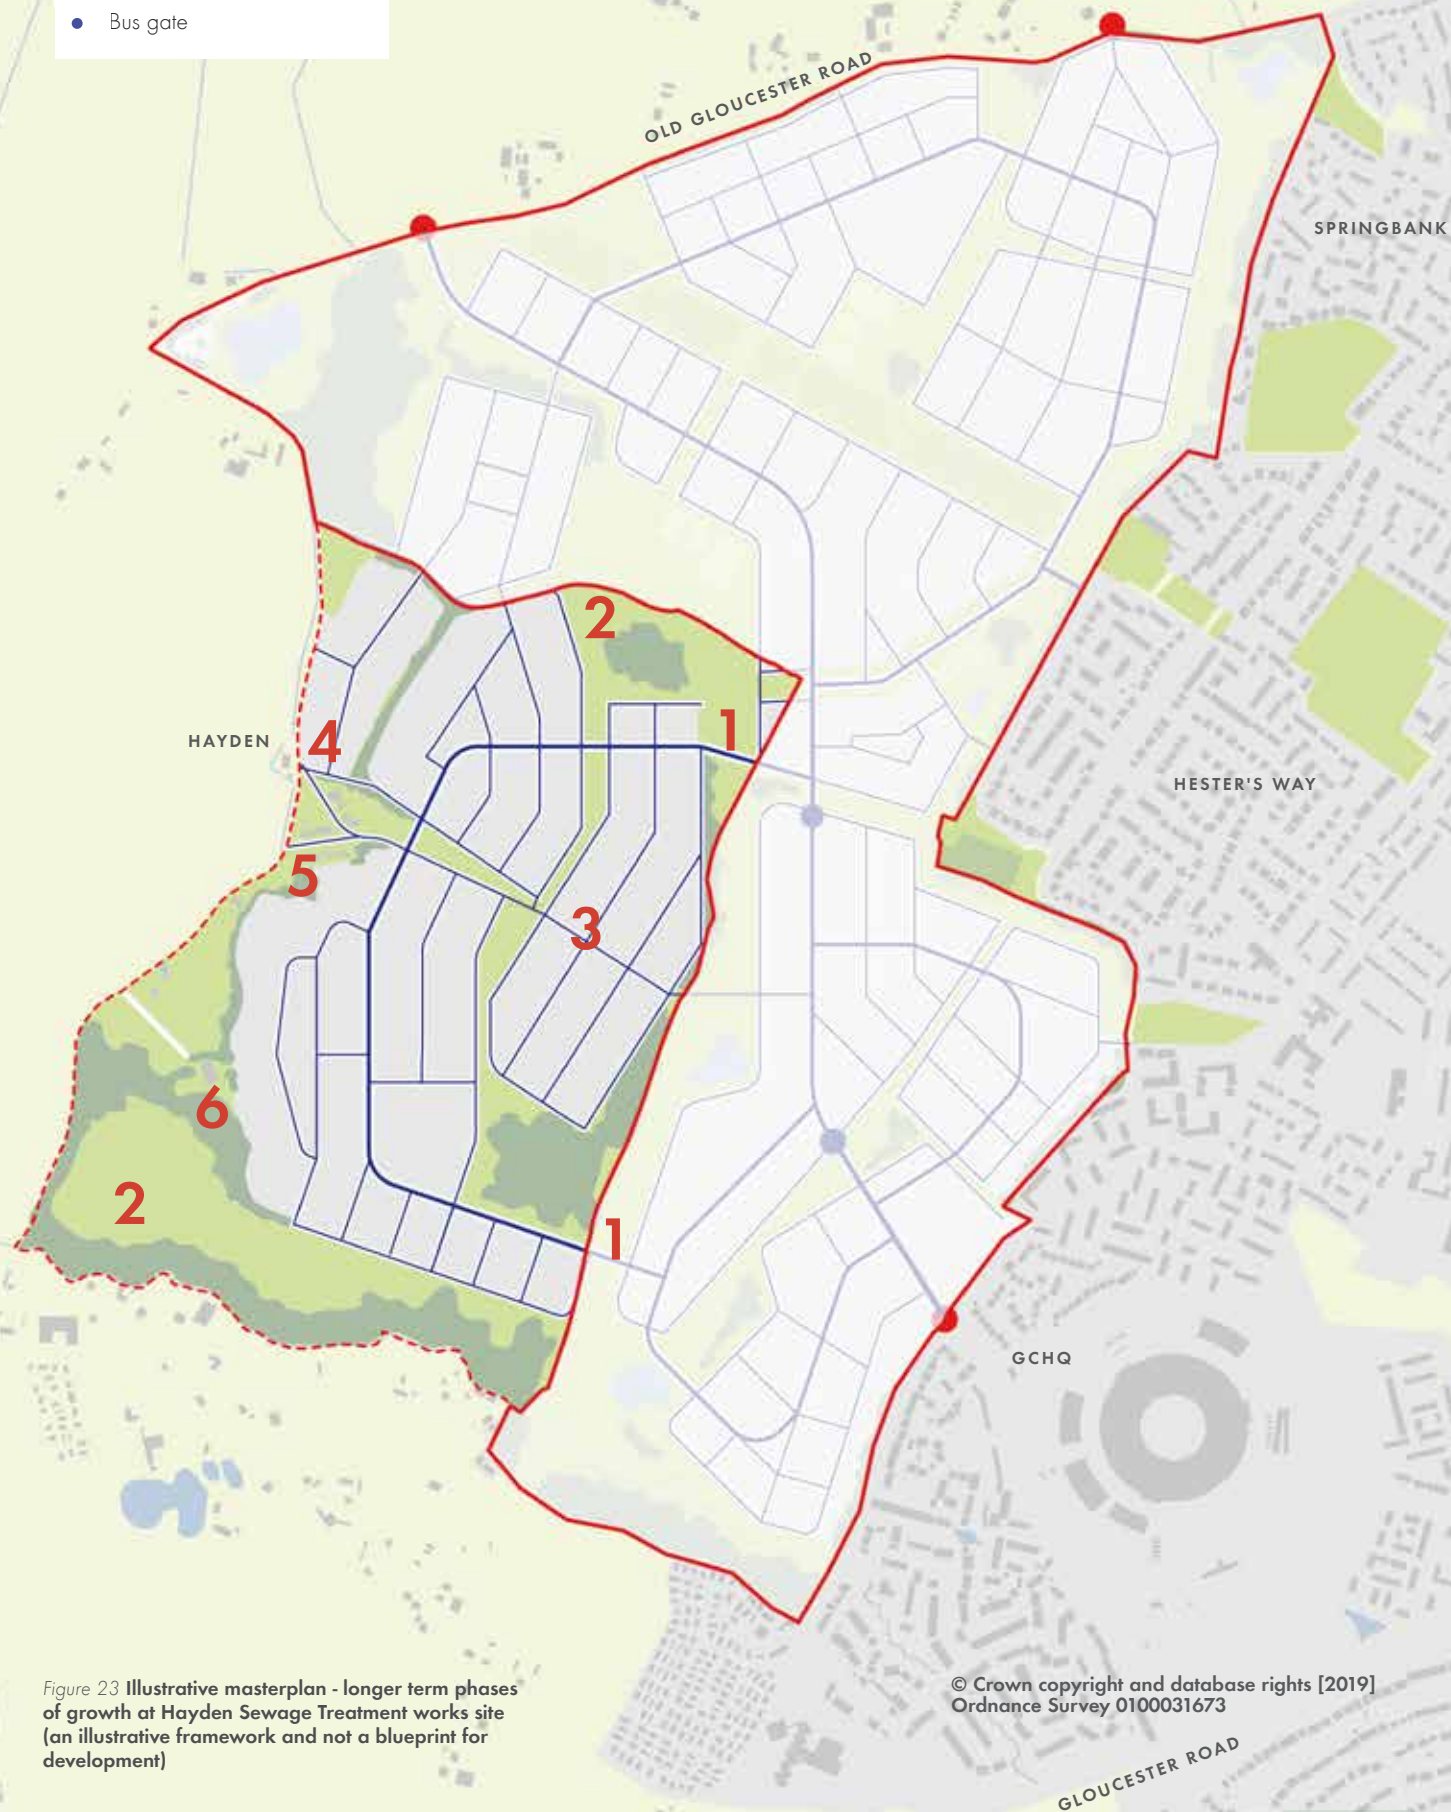 Bus gate
OLD GLOUCESTER ROAD
SPRINGBANK
2
1
HAYDEN
4
HESTER'S WAY
5
3
6
2
1
GCHQ
Figure 23 Illustrative masterplan - longer term phases
of growth at Hayden Sewage Treatment works site
(an illustrative framework and not a blueprint for
development)
© Crown copyright and database rights [2019]
Ordnance Survey 0100031673
GLOUCESTER ROAD